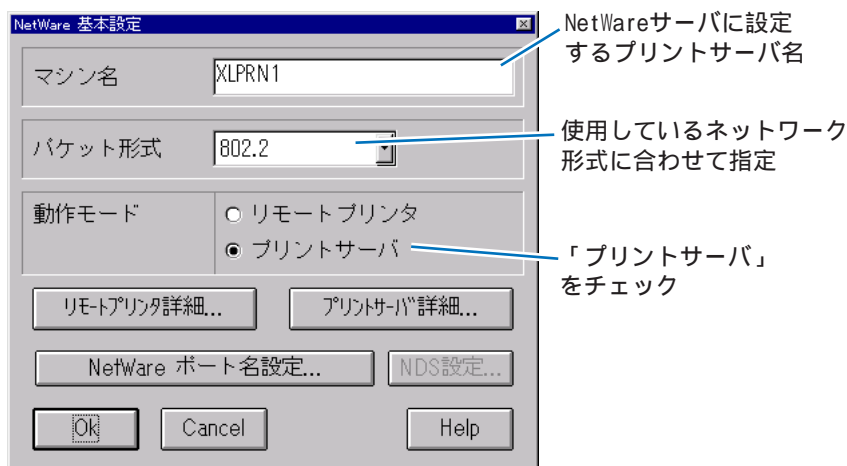 NetWare 基本設定
マシン名
XLPRN1
パケット形式
802.2
動作モード
リモートプリンタ
プリントサーバ
リモートプリンタ詳細...
プリントサーバ詳細...
NetWare ポート名設定...
NDS設定...
Ok
Cancel
Help
NetWareサーバに設定
するプリントサーバ名
使用しているネットワーク
形式に合わせて指定
「プリントサーバ」
をチェック